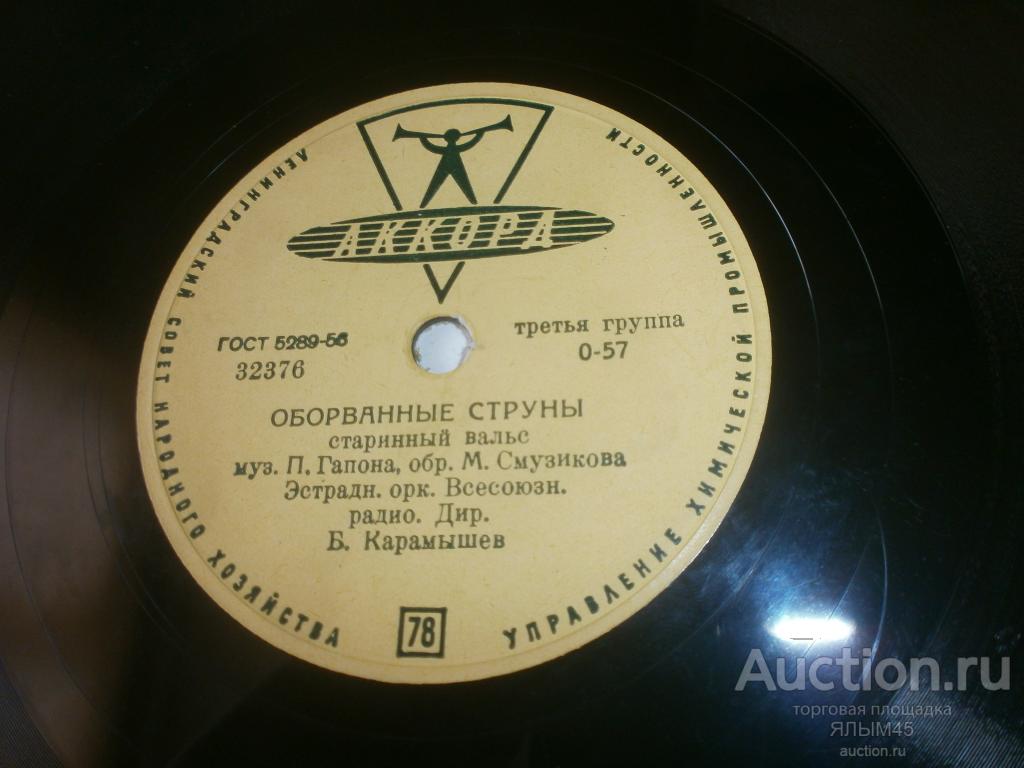 ЛЕНИНГРАДСКИЙ СОВЕТ НАРОДНОГО ХОЗЯЙСТВА
УПРАВЛЕНИЕ ХИМИЧЕСКОЙ ПРОМЫШЛЕННОСТИ
АККОРД
ГОСТ 5289-56
32376
третья группа
0-57
ОБОРВАННЫЕ СТРУНЫ
старинный вальс
муз. П. Гапона, обр. М. Смузикова
Эстрадн. орк. Всесоюзн.
радио. Дир.
Б. Карамышев
78
Auction.ru
торговая площадка
ЯЛЫМ45
auction.ru